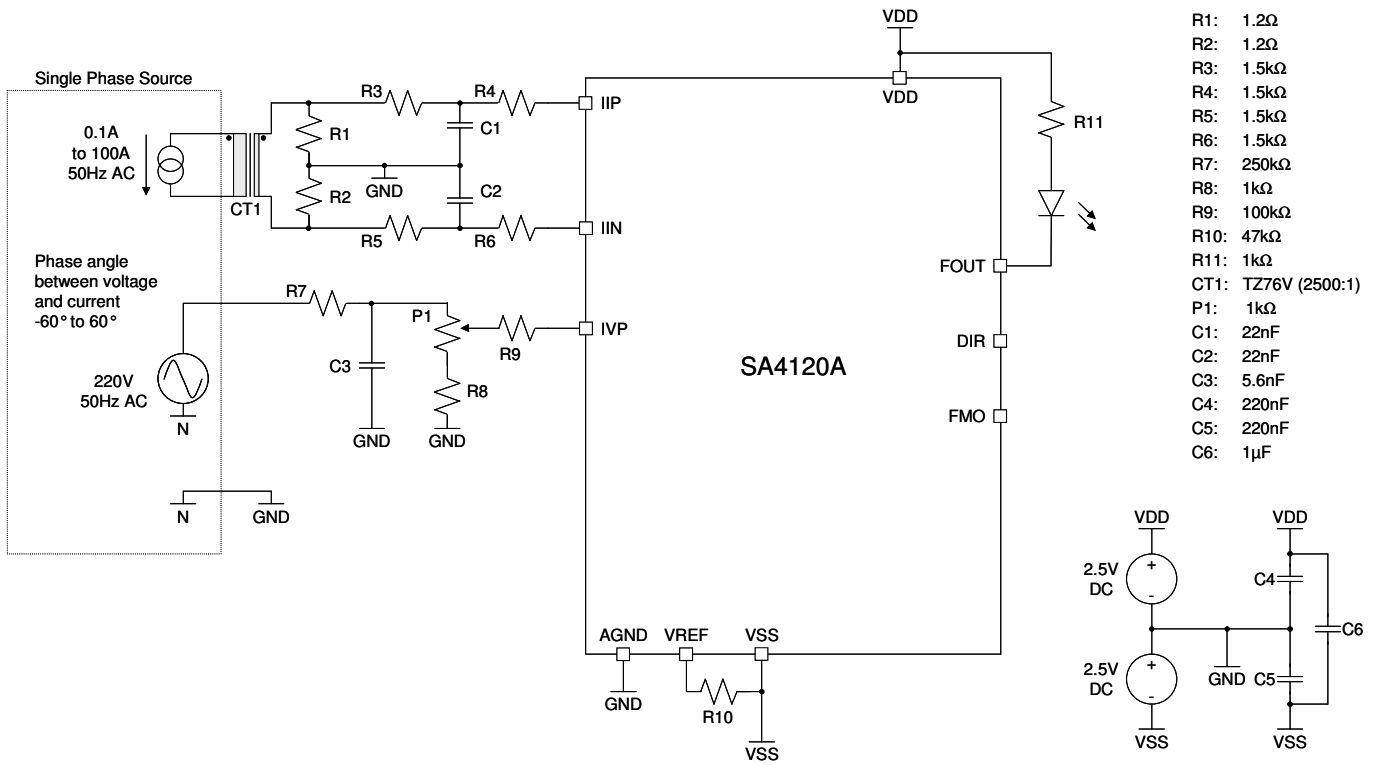 Single Phase Source
0.1A
to 100A
50Hz AC
CT1
Phase angle
between voltage
and current
-60° to 60°
220V
50Hz AC
N
N
GND
R1
R2
GND
R3
R4
C1
C2
R5
R6
R7
P1
C3
R9
R8
GND
GND
IIP
IIN
IVP
VDD
VDD
R11
FOUT
DIR
FMO
SA4120A
AGND
VREF
VSS
GND
R10
VSS
R1: 1.2Ω
R2: 1.2Ω
R3: 1.5kΩ
R4: 1.5kΩ
R5: 1.5kΩ
R6: 1.5kΩ
R7: 250kΩ
R8: 1kΩ
R9: 100kΩ
R10: 47kΩ
R11: 1kΩ
CT1: TZ76V (2500:1)
P1: 1kΩ
C1: 22nF
C2: 22nF
C3: 5.6nF
C4: 220nF
C5: 220nF
C6: 1µF
VDD
VDD
2.5V
DC
+
-
C4
C6
2.5V
DC
+
-
GND
C5
VSS
VSS